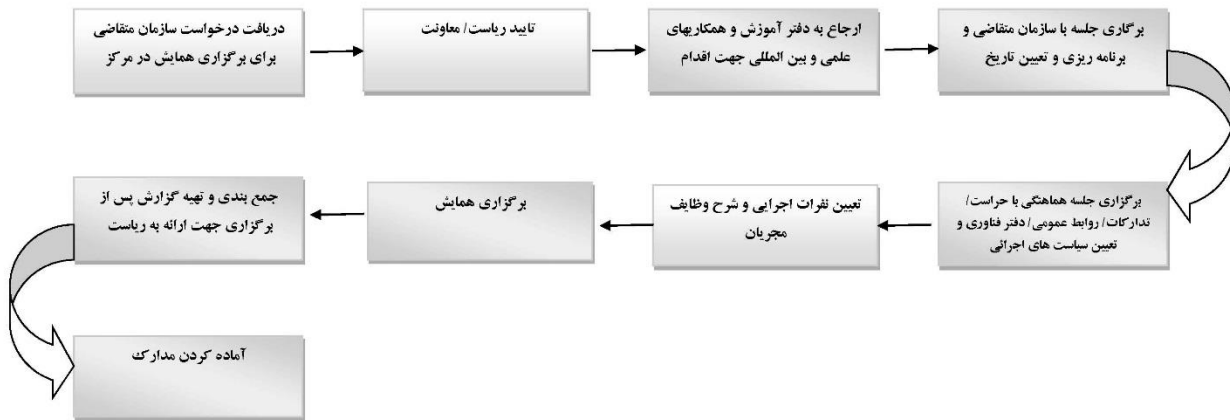 دریافت درخواست سازمان متقاضی
برای برگزاری همایش در مرکز
تایید ریاست/ معاونت
ارجاع به دفتر آموزش و همکاریهای
علمی و بین المللی جهت اقدام
برگاری جلسه با سازمان متقاضی و
برنامه ریزی و تعیین تاریخ
برگزاری جلسه هماهنگی با حراست/
تدارکات/ روابط عمومی/ دفتر فناوری و
تعیین سیاست های اجرائی
تعیین نفرات اجرایی و شرح وظایف
مجریان
برگزاری همایش
جمع بندی و تهیه گزارش پس از
برگزاری جهت ارائه به ریاست
آماده کردن مدارک